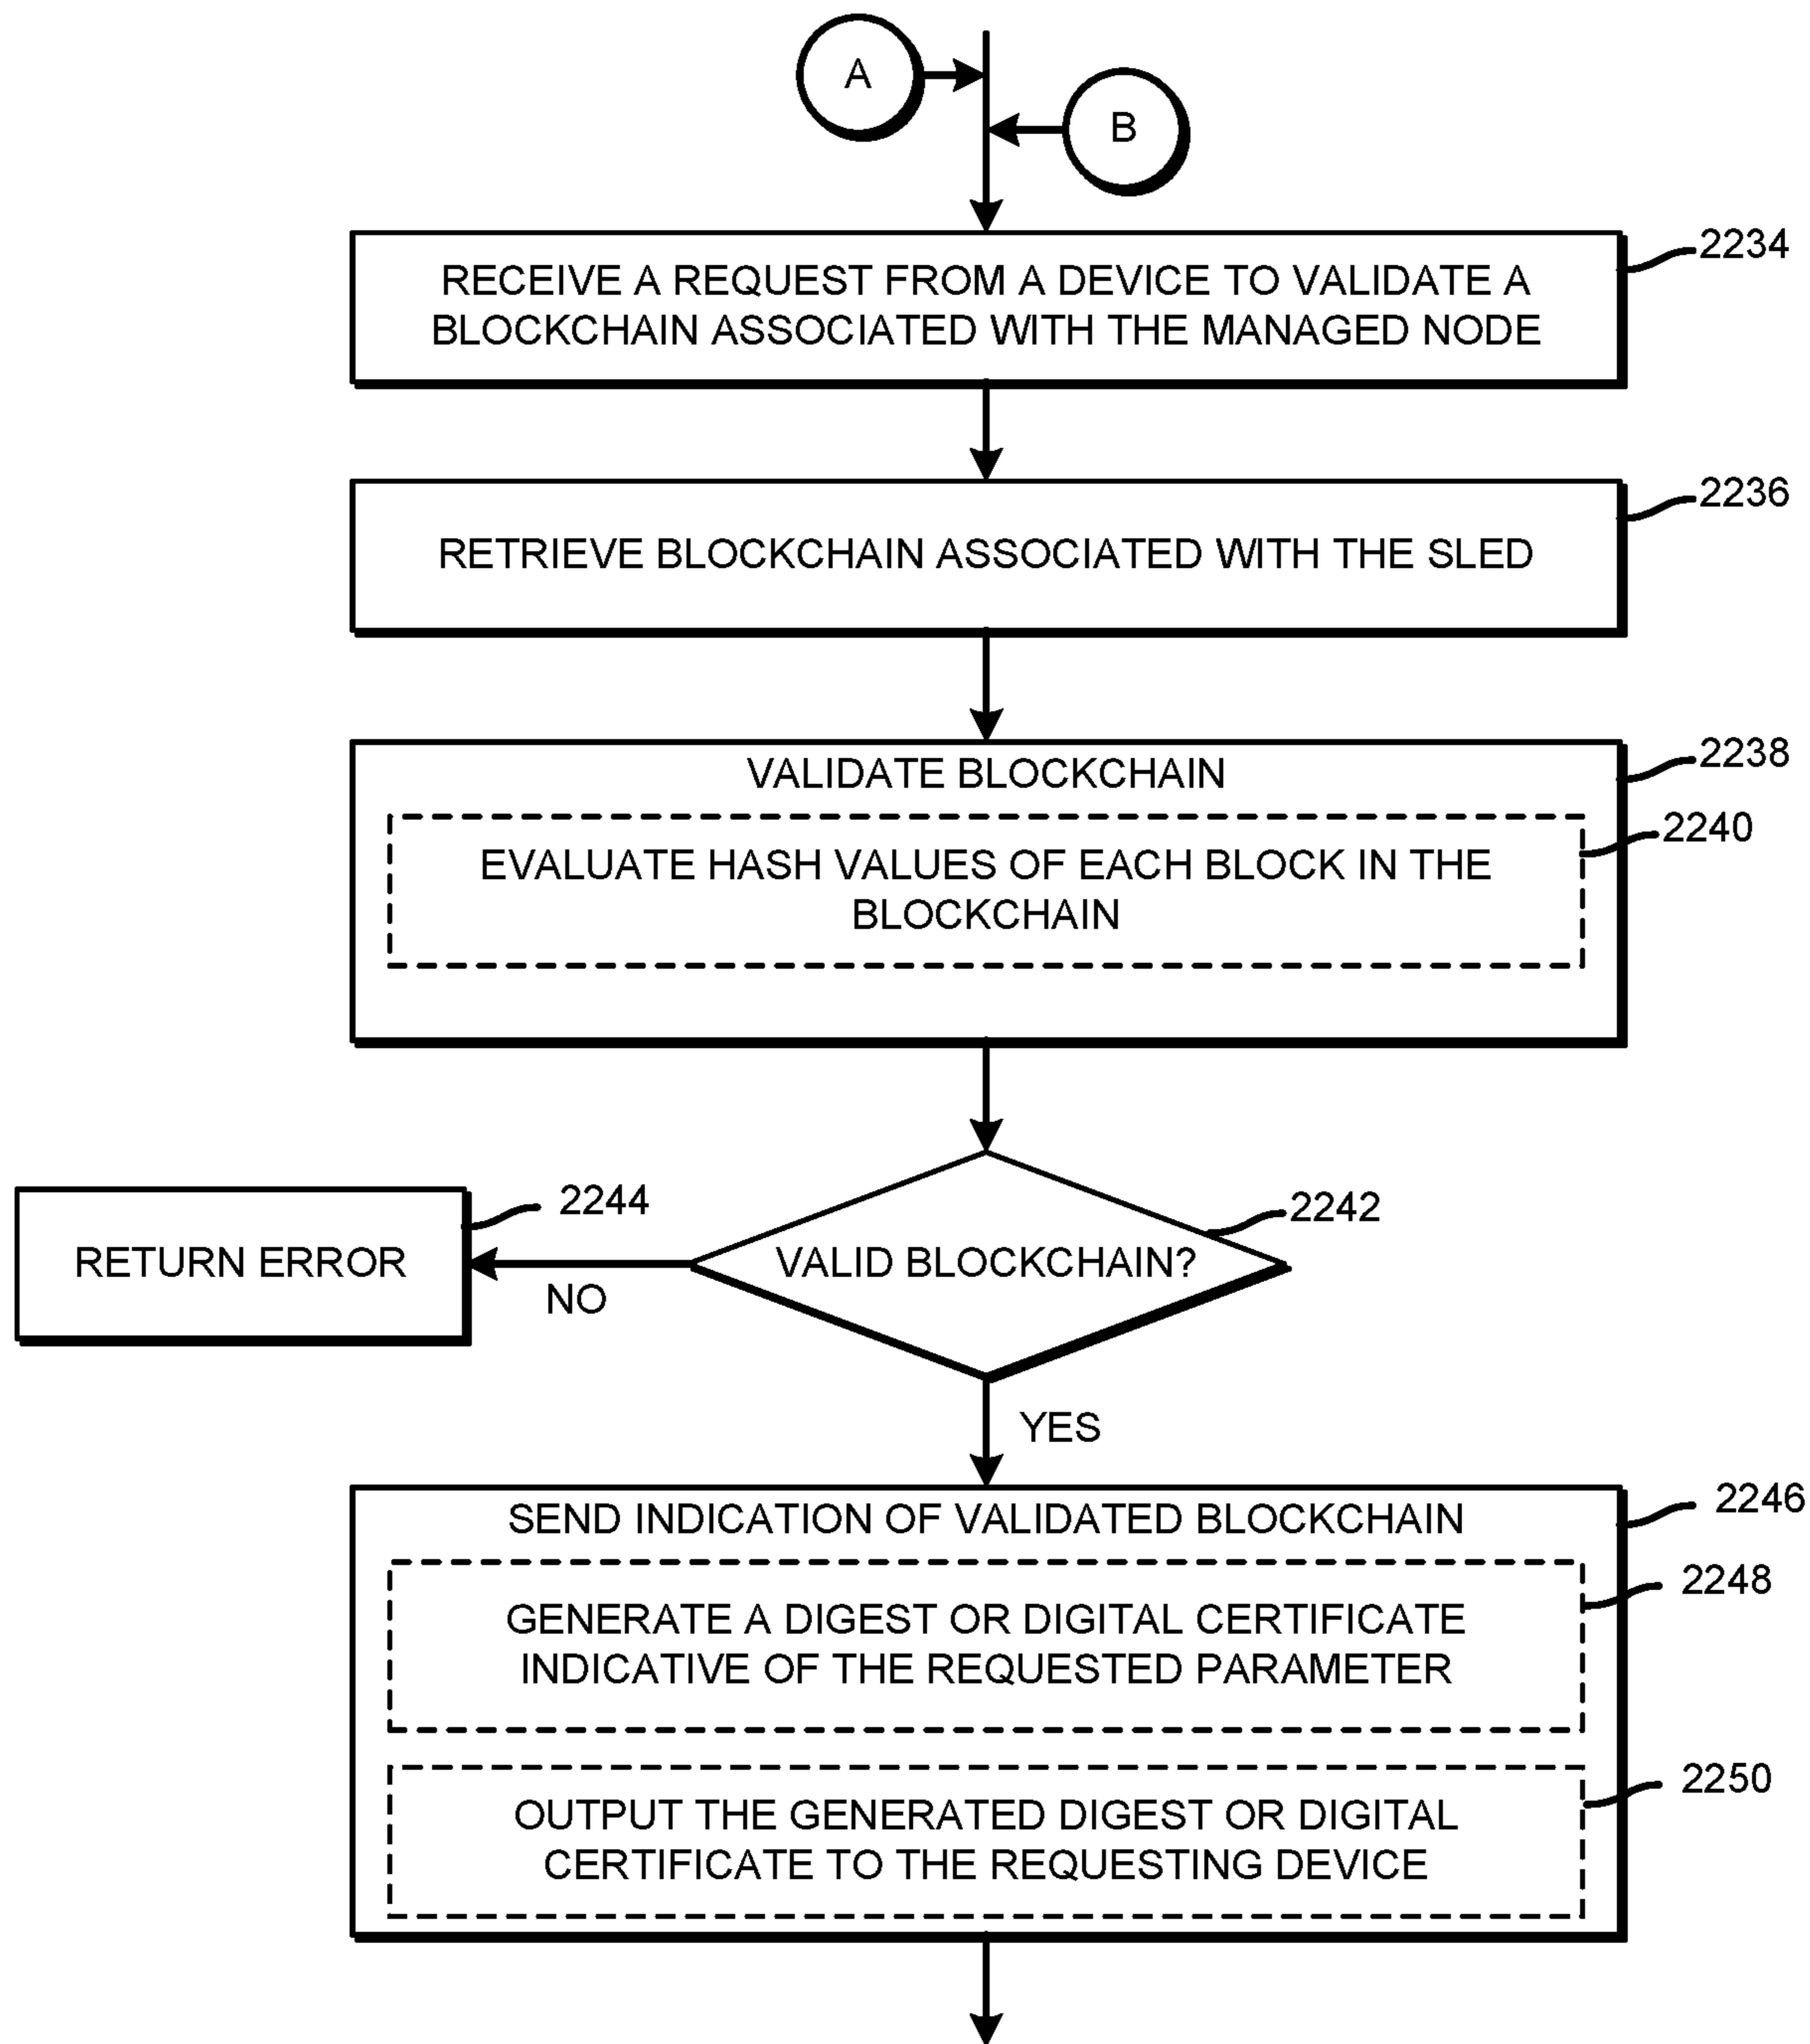 A
B
2234
RECEIVE A REQUEST FROM A DEVICE TO VALIDATE A
BLOCKCHAIN ASSOCIATED WITH THE MANAGED NODE
2236
RETRIEVE BLOCKCHAIN ASSOCIATED WITH THE SLED
2238
VALIDATE BLOCKCHAIN
2240
EVALUATE HASH VALUES OF EACH BLOCK IN THE
BLOCKCHAIN
2244
2242
RETURN ERROR
VALID BLOCKCHAIN?
NO
YES
2246
SEND INDICATION OF VALIDATED BLOCKCHAIN
2248
GENERATE A DIGEST OR DIGITAL CERTIFICATE
INDICATIVE OF THE REQUESTED PARAMETER
2250
OUTPUT THE GENERATED DIGEST OR DIGITAL
CERTIFICATE TO THE REQUESTING DEVICE